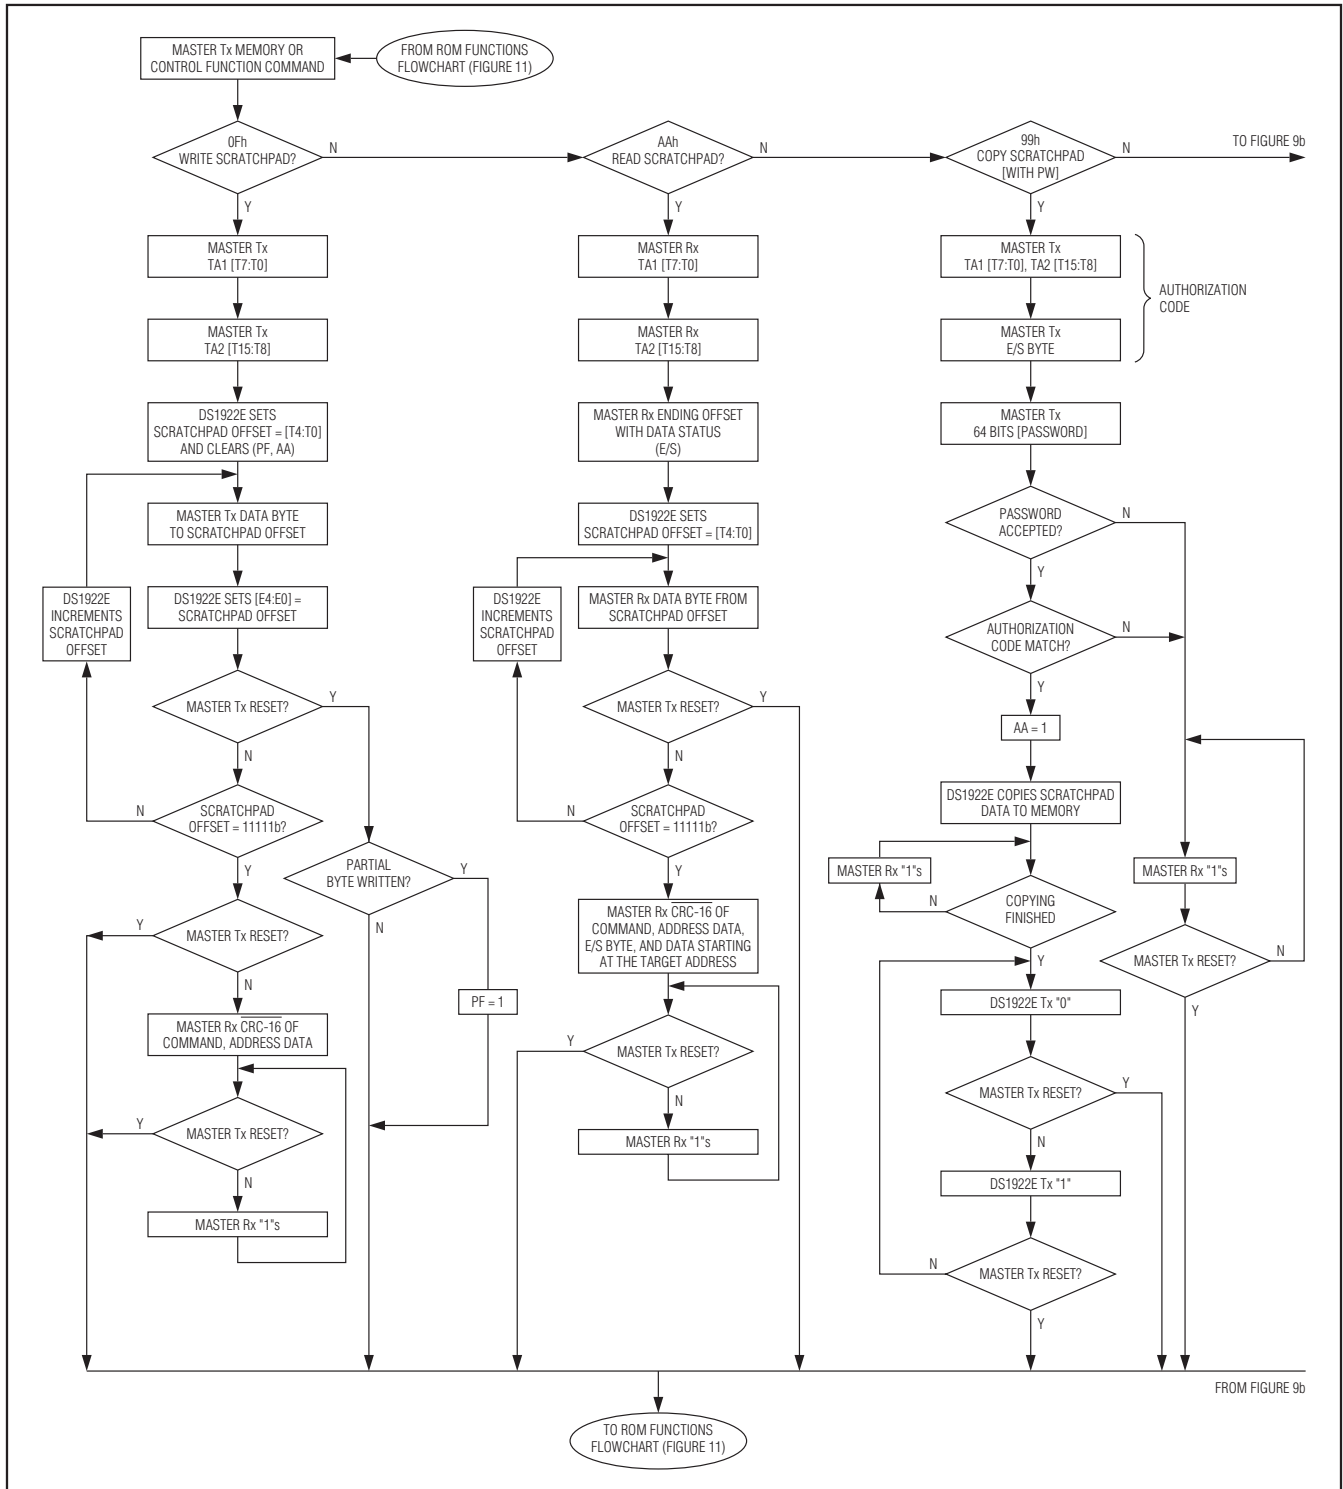 MASTER Tx MEMORY OR
CONTROL FUNCTION COMMAND
FROM ROM FUNCTIONS
FLOWCHART (FIGURE 11)
0Fh
WRITE SCRATCHPAD?
N
Y
MASTER Tx
TA1 [T7:T0]
MASTER Tx
TA2 [T15:T8]
DS1922E SETS
SCRATCHPAD OFFSET = [T4:T0]
AND CLEARS (PF, AA)
MASTER Tx DATA BYTE
TO SCRATCHPAD OFFSET
DS1922E SETS [E4:E0] =
SCRATCHPAD OFFSET
DS1922E
INCREMENTS
SCRATCHPAD
OFFSET
MASTER Tx RESET?
Y
N
SCRATCHPAD
OFFSET = 11111b?
N
Y
PARTIAL
BYTE WRITTEN?
Y
N
PF = 1
MASTER Tx RESET?
Y
N
MASTER Rx CRC-16 OF
COMMAND, ADDRESS DATA
MASTER Tx RESET?
Y
N
MASTER Rx "1"s
AAh
READ SCRATCHPAD?
N
Y
MASTER Rx
TA1 [T7:T0]
MASTER Rx
TA2 [T15:T8]
MASTER Rx ENDING OFFSET
WITH DATA STATUS
(E/S)
DS1922E SETS
SCRATCHPAD OFFSET = [T4:T0]
MASTER Rx DATA BYTE FROM
SCRATCHPAD OFFSET
DS1922E
INCREMENTS
SCRATCHPAD
OFFSET
MASTER Tx RESET?
Y
N
SCRATCHPAD
OFFSET = 11111b?
N
Y
MASTER Rx CRC-16 OF
COMMAND, ADDRESS DATA,
E/S BYTE, AND DATA STARTING
AT THE TARGET ADDRESS
MASTER Tx RESET?
Y
N
MASTER Rx "1"s
99h
COPY SCRATCHPAD
[WITH PW]
N
Y
TO FIGURE 9b
MASTER Tx
TA1 [T7:T0], TA2 [T15:T8]
MASTER Tx
E/S BYTE
AUTHORIZATION
CODE
MASTER Tx
64 BITS [PASSWORD]
PASSWORD
ACCEPTED?
N
Y
AUTHORIZATION
CODE MATCH?
N
Y
AA = 1
DS1922E COPIES SCRATCHPAD
DATA TO MEMORY
MASTER Rx "1"s
COPYING
FINISHED
N
Y
MASTER Rx "1"s
MASTER Tx RESET?
N
Y
DS1922E Tx "0"
MASTER Tx RESET?
Y
N
DS1922E Tx "1"
MASTER Tx RESET?
N
Y
FROM FIGURE 9b
TO ROM FUNCTIONS
FLOWCHART (FIGURE 11)